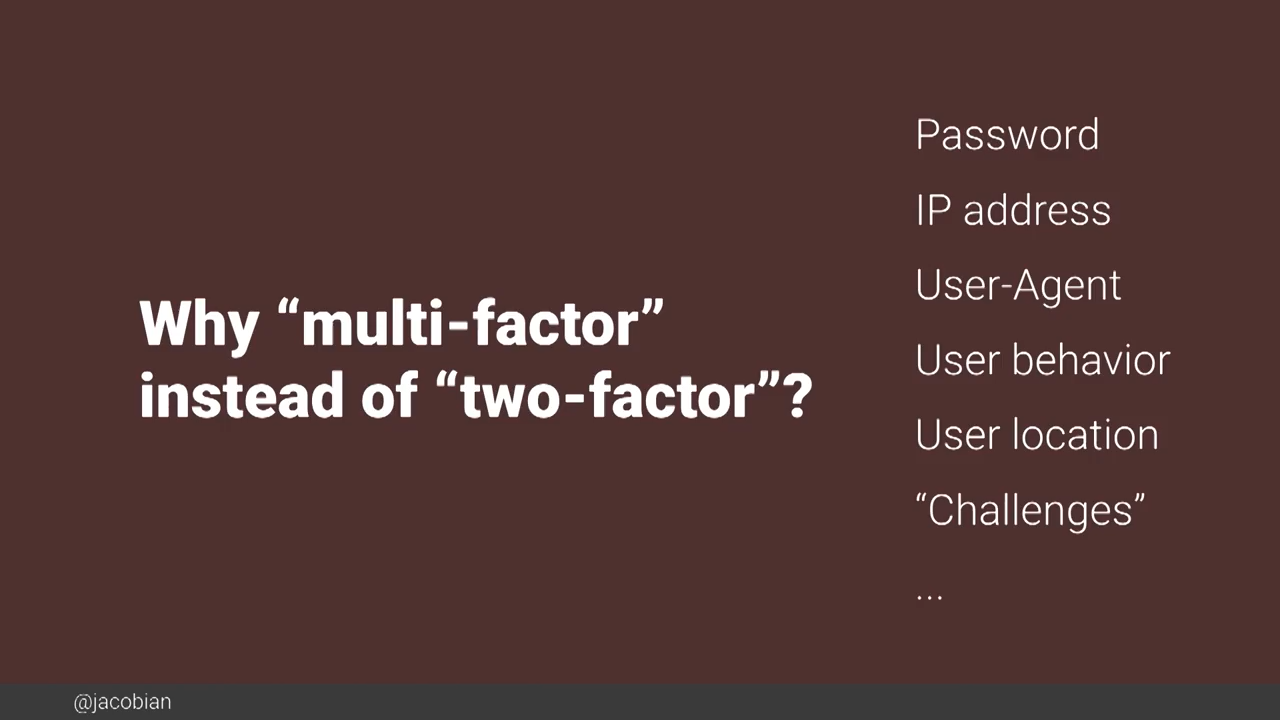 Why “multi-factor”
instead of “two-factor”?
Password
IP address
User-Agent
User behavior
User location
“Challenges”
...
@jacobian